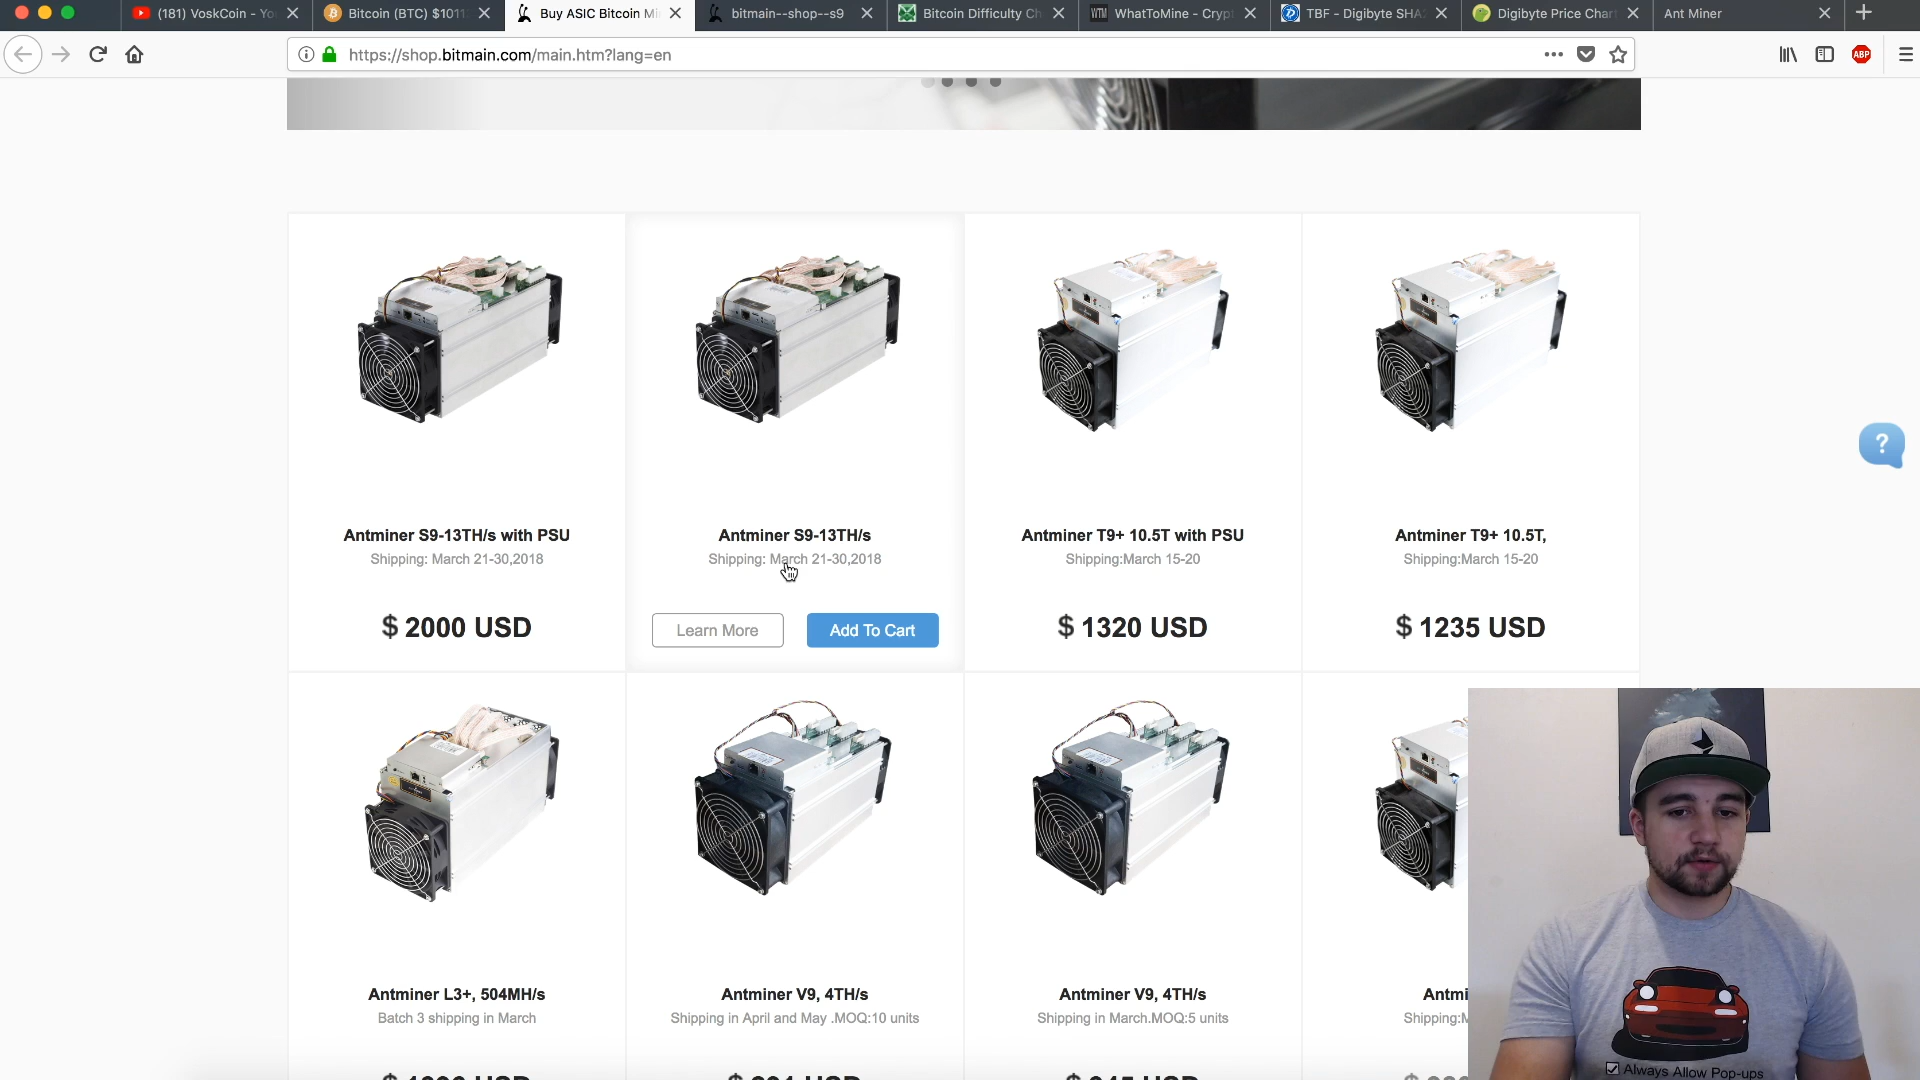 (181) VoskCoin - Yo
Bitcoin (BTC) $1011
Buy ASIC Bitcoin Mi
bitmain--shop--s9
Bitcoin Difficulty Ch
WTM WhatToMine - Cryp
TBF - Digibyte SHA
Digibyte Price Char
Ant Miner
https://shop.bitmain.com/main.htm?lang=en
ABP
?
Antminer S9-13TH/s with PSU
Shipping: March 21-30,2018
$ 2000 USD
Antminer S9-13TH/s
Shipping: March 21-30,2018
Learn More
Add To Cart
Antminer T9+ 10.5T with PSU
Shipping:March 15-20
$ 1320 USD
Antminer T9+ 10.5T,
Shipping:March 15-20
$ 1235 USD
Antminer L3+, 504MH/s
Batch 3 shipping in March
Antminer V9, 4TH/s
Shipping in April and May .MOQ:10 units
Antminer V9, 4TH/s
Shipping in March.MOQ:5 units
Antmi
Shipping:M
Always Allow Pop-ups